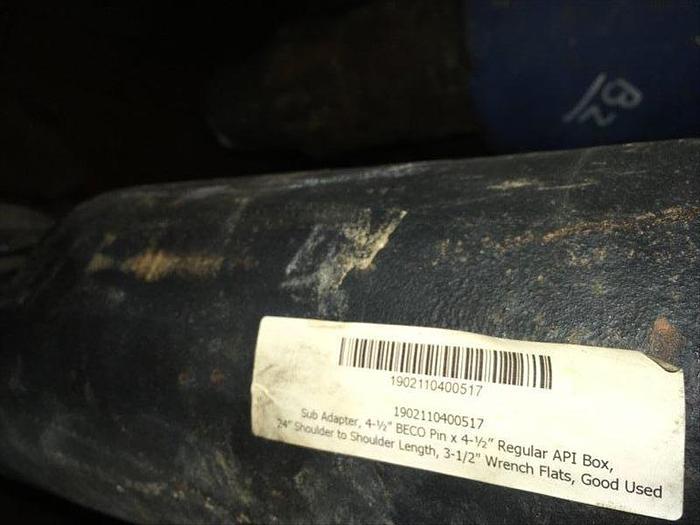 B2
1902110400517
1902110400517
Sub Adapter, 4-½" BECO Pin x 4-½" Regular API Box,
24" Shoulder to Shoulder Length, 3-1/2" Wrench Flats, Good Used